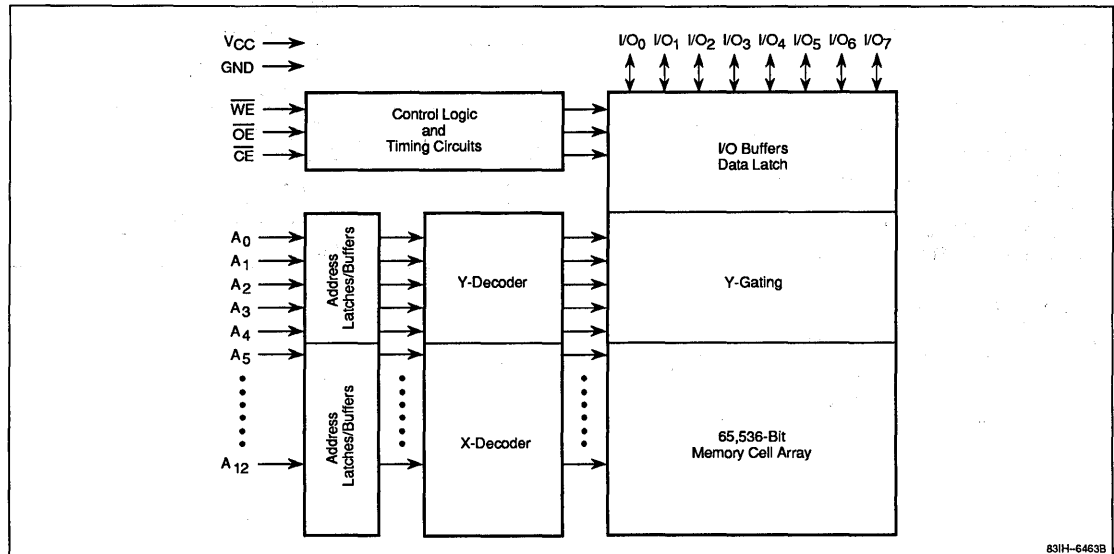 VCC
GND
WE
OE
CE
Control Logic
and
Timing Circuits
I/O0 I/O1 I/O2 I/O3 I/O4 I/O5 I/O6 I/O7
I/O Buffers
Data Latch
A0
A1
A2
A3
A4
A5
A12
Address
Latches/Buffers
Address
Latches/Buffers
Y-Decoder
X-Decoder
Y-Gating
65,536-Bit
Memory Cell Array
83IH-6463B